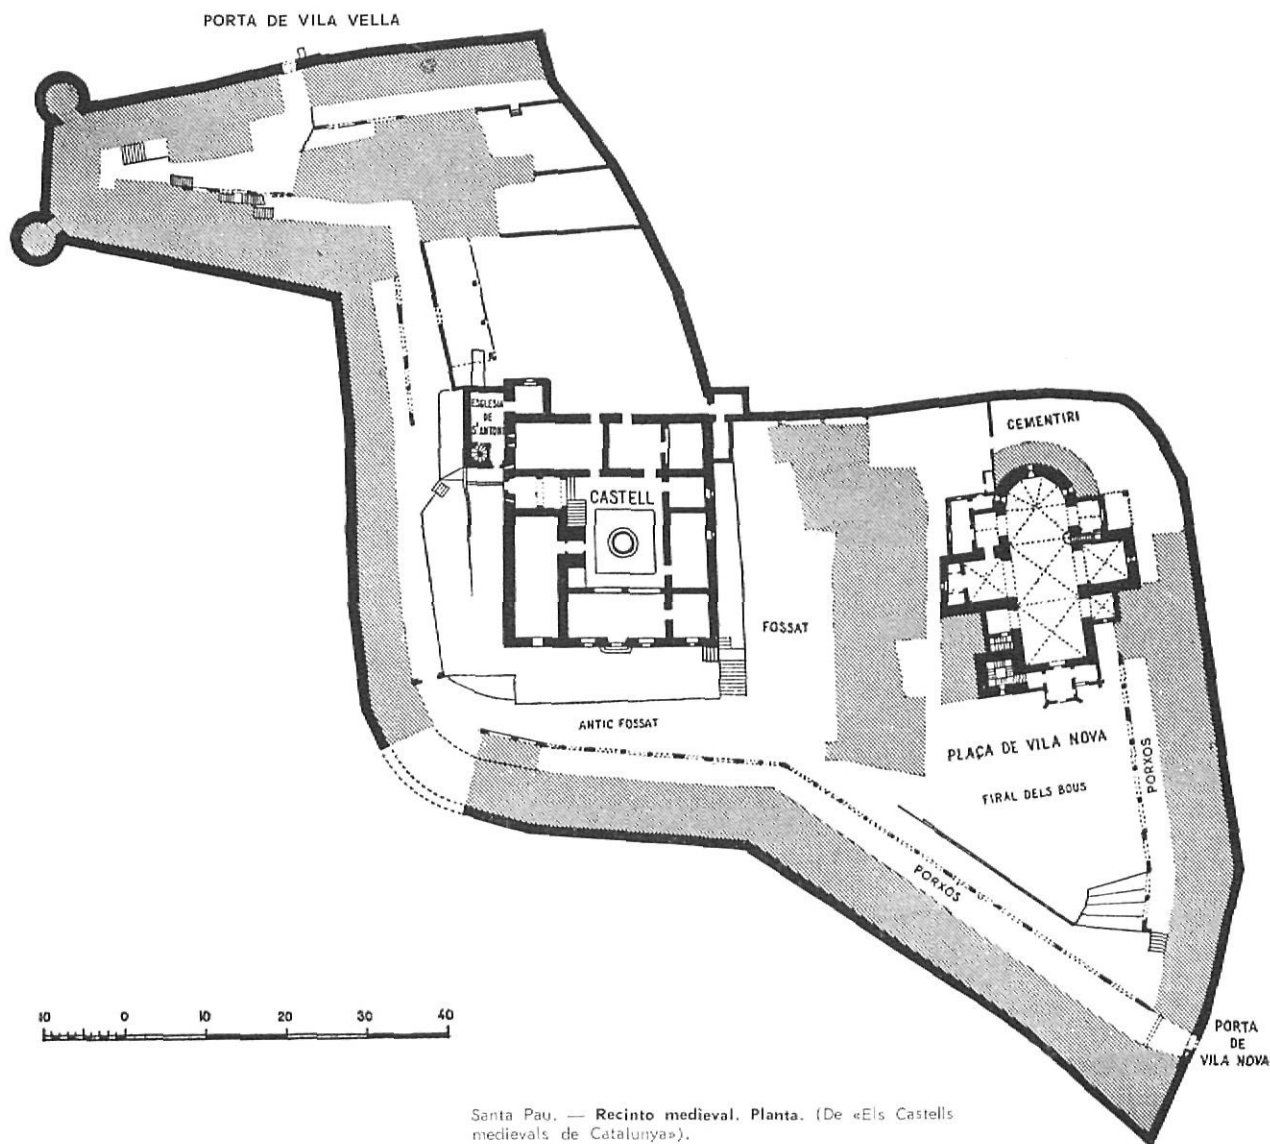 PORTA DE VILA VELLA
ESGLESIA
DE
S'ANTONI
CEMENTIRI
CASTELL
FOSSAT
ANTIC FOSSAT
PLAÇA DE VILA NOVA
FIRAL DELS BOUS
PORXOS
PORXOS
10 0 10 20 30 40
PORTA
DE
VILA NOVA
Santa Pau. — Recinto medieval. Planta. (De «Els Castells
medievals de Catalunya»).